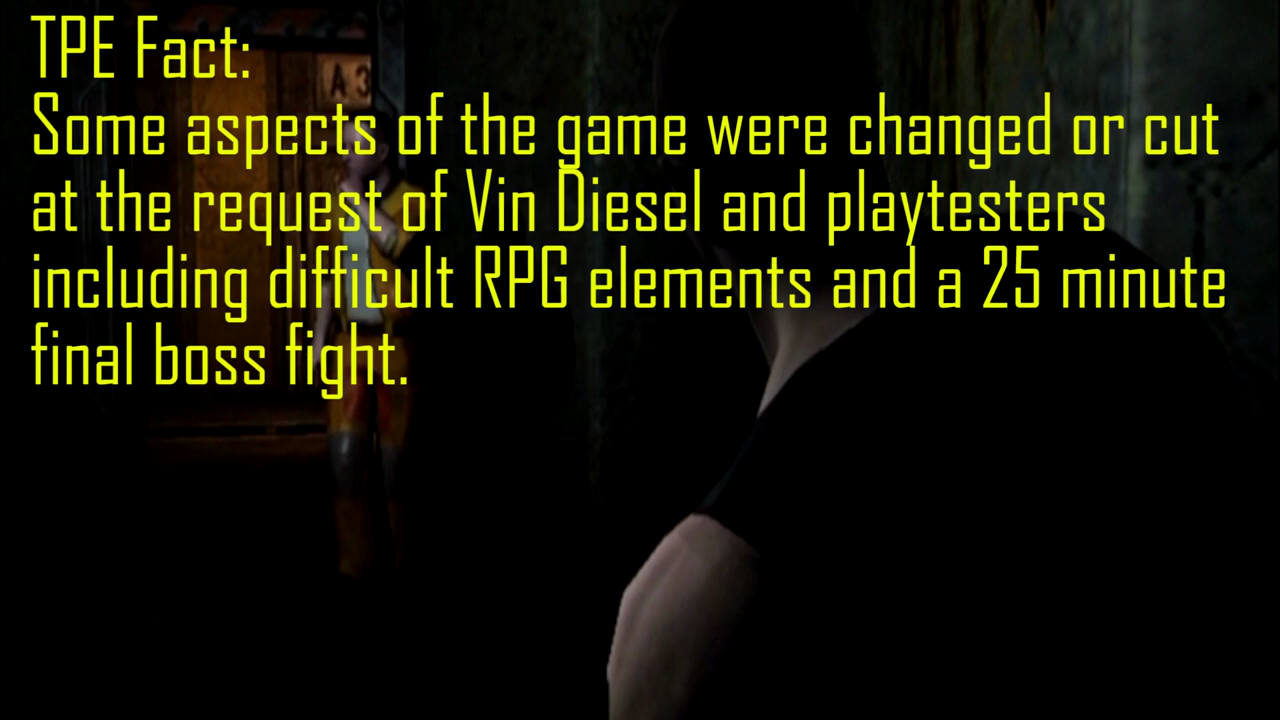 TPE Fact:
A 3
Some aspects of the game were changed or cut
at the request of Vin Diesel and playtesters
including difficult RPG elements and a 25 minute
final boss fight.